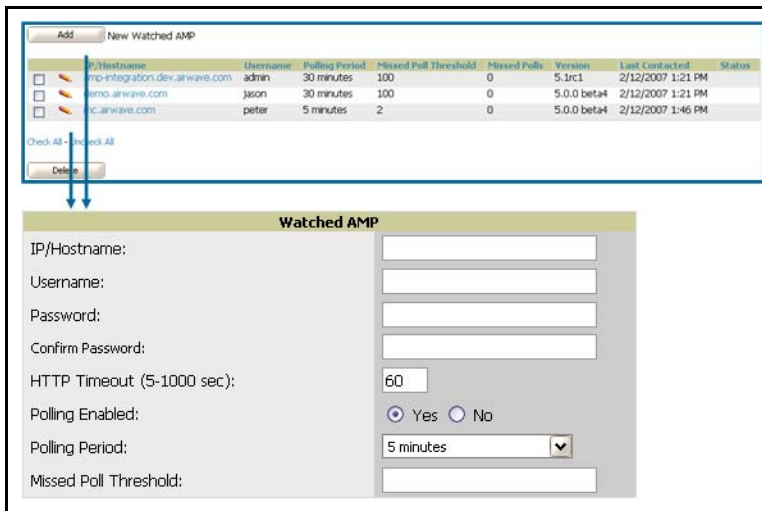 Add New Watched AMP
IP/Hostname Username Polling Period Missed Poll Threshold Missed Polls Version Last Contacted Status
mp-integration.dev.airwave.com admin 30 minutes 100 0 5.1rc1 2/12/2007 1:21 PM
demo.airwave.com jason 30 minutes 100 0 5.0.0 beta4 2/12/2007 1:21 PM
nc.airwave.com peter 5 minutes 2 0 5.0.0 beta4 2/12/2007 1:46 PM
Check All - Uncheck All
Delete
Watched AMP
IP/Hostname:
Username:
Password:
Confirm Password:
HTTP Timeout (5-1000 sec): 60
Polling Enabled: Yes No
Polling Period: 5 minutes
Missed Poll Threshold: